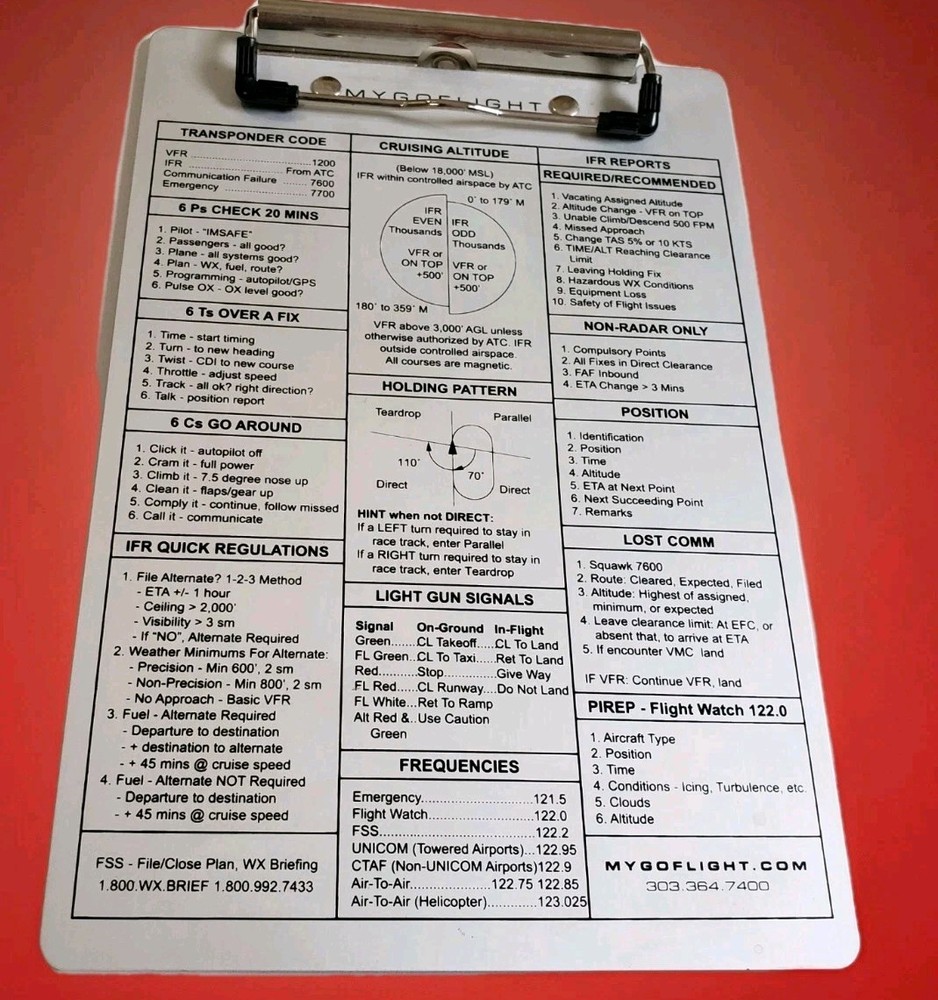 MYGOFLIGHT
TRANSPONDER CODE
VFR ........ 1200
IFR ........ From ATC
Communication Failure ........ 7600
Emergency ........ 7700
6 Ps CHECK 20 MINS
1. Pilot - "IMSAFE"
2. Passengers - all good?
3. Plane - all systems good?
4. Plan - WX, fuel, route?
5. Programming - autopilot/GPS
6. Pulse OX - OX level good?
6 Ts OVER A FIX
1. Time - start timing
2. Turn - to new heading
3. Twist - CDI to new course
4. Throttle - adjust speed
5. Track - all ok? right direction?
6. Talk - position report
6 Cs GO AROUND
1. Click it - autopilot off
2. Cram it - full power
3. Climb it - 7.5 degree nose up
4. Clean it - flaps/gear up
5. Comply it - continue, follow missed
6. Call it - communicate
IFR QUICK REGULATIONS
1. File Alternate? 1-2-3 Method
- ETA +/- 1 hour
- Ceiling > 2,000'
- Visibility > 3 sm
- If "NO", Alternate Required
2. Weather Minimums For Alternate:
- Precision - Min 600', 2 sm
- Non-Precision - Min 800', 2 sm
- No Approach - Basic VFR
3. Fuel - Alternate Required
- Departure to destination
- + destination to alternate
- + 45 mins @ cruise speed
4. Fuel - Alternate NOT Required
- Departure to destination
- + 45 mins @ cruise speed
FSS - File/Close Plan, WX Briefing
1.800.WX.BRIEF 1.800.992.7433
CRUISING ALTITUDE
(Below 18,000' MSL)
IFR within controlled airspace by ATC
0˚ to 179˚ M
IFR
EVEN
Thousands
VFR or
ON TOP
+500'
IFR
ODD
Thousands
VFR or
ON TOP
+500'
180˚ to 359˚ M
VFR above 3,000' AGL unless
otherwise authorized by ATC. IFR
outside controlled airspace.
All courses are magnetic.
HOLDING PATTERN
Teardrop
Parallel
110˚
70˚
Direct
Direct
HINT when not DIRECT:
If a LEFT turn required to stay in
race track, enter Parallel
If a RIGHT turn required to stay in
race track, enter Teardrop
LIGHT GUN SIGNALS
Signal On-Ground In-Flight
Green.......CL Takeoff....CL To Land
FL Green..CL To Taxi.....Ret To Land
Red..........Stop..............Give Way
FL Red.....CL Runway....Do Not Land
FL White...Ret To Ramp
Alt Red &..Use Caution
Green
FREQUENCIES
Emergency........................121.5
Flight Watch.......................122.0
FSS....................................122.2
UNICOM (Towered Airports)...122.95
CTAF (Non-UNICOM Airports)122.9
Air-To-Air.................122.75 122.85
Air-To-Air (Helicopter).............123.025
IFR REPORTS
REQUIRED/RECOMMENDED
1. Vacating Assigned Altitude
2. Altitude Change - VFR on TOP
3. Unable Climb/Descend 500 FPM
4. Missed Approach
5. Change TAS 5% or 10 KTS
6. TIME/ALT Reaching Clearance
Limit
7. Leaving Holding Fix
8. Hazardous WX Conditions
9. Equipment Loss
10. Safety of Flight Issues
NON-RADAR ONLY
1. Compulsory Points
2. All Fixes in Direct Clearance
3. FAF Inbound
4. ETA Change > 3 Mins
POSITION
1. Identification
2. Position
3. Time
4. Altitude
5. ETA at Next Point
6. Next Succeeding Point
7. Remarks
LOST COMM
1. Squawk 7600
2. Route: Cleared, Expected, Filed
3. Altitude: Highest of assigned,
minimum, or expected
4. Leave clearance limit: At EFC, or
absent that, to arrive at ETA
5. If encounter VMC land
IF VFR: Continue VFR, land
PIREP - Flight Watch 122.0
1. Aircraft Type
2. Position
3. Time
4. Conditions - Icing, Turbulence, etc.
5. Clouds
6. Altitude
MYGOFLIGHT.COM
303.364.7400